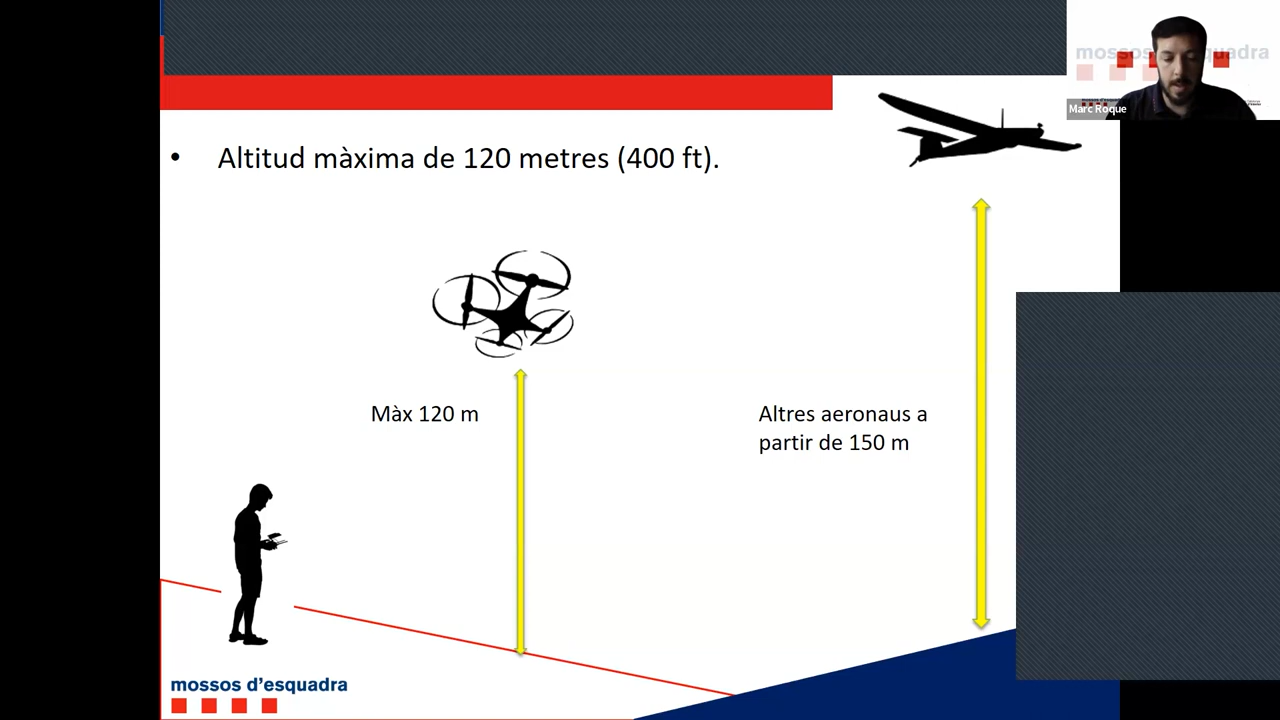 mossos d'esquadra
Marc Roque
• Altitud màxima de 120 metres (400 ft).
Màx 120 m
Altres aeronaus a
partir de 150 m
mossos d'esquadra